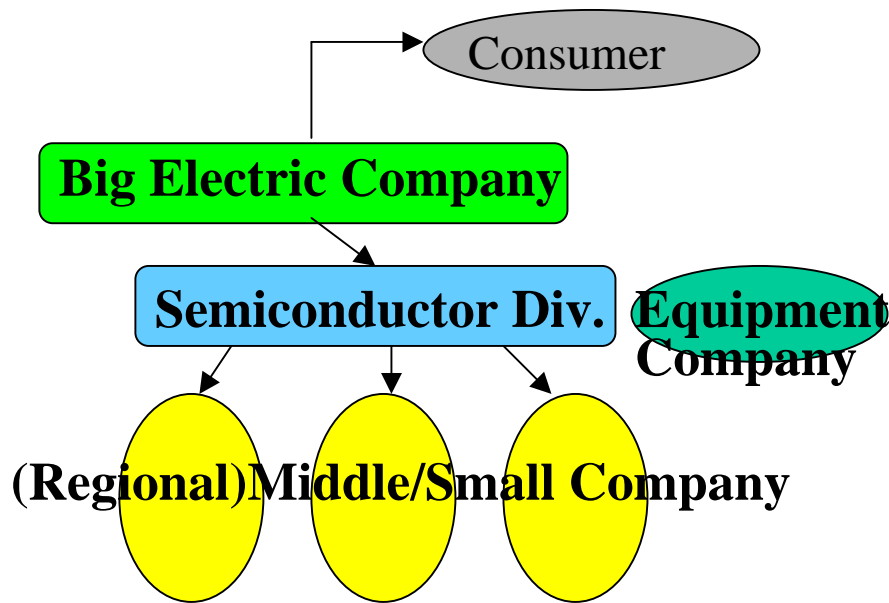 Consumer
Big Electric Company
Semiconductor Div.
Equipment
Company
(Regional)Middle/Small Company